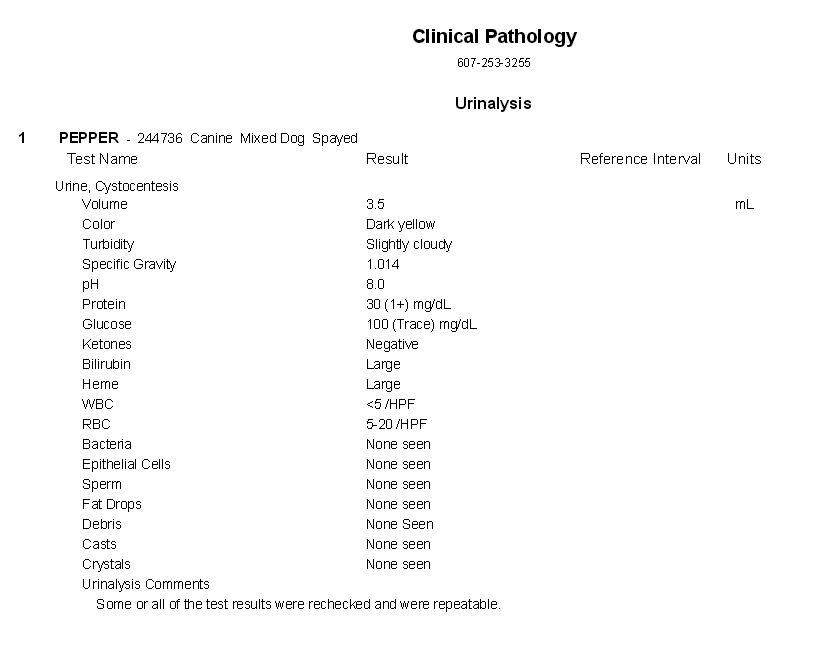 Clinical Pathology
607-253-3255
Urinalysis
1 PEPPER - 244736 Canine Mixed Dog Spayed
Test Name Result Reference Interval Units
Urine, Cystocentesis
Volume 3.5 mL
Color Dark yellow
Turbidity Slightly cloudy
Specific Gravity 1.014
pH 8.0
Protein 30 (1+) mg/dL
Glucose 100 (Trace) mg/dL
Ketones Negative
Bilirubin Large
Heme Large
WBC <5 /HPF
RBC 5-20 /HPF
Bacteria None seen
Epithelial Cells None seen
Sperm None seen
Fat Drops None seen
Debris None Seen
Casts None seen
Crystals None seen
Urinalysis Comments
Some or all of the test results were rechecked and were repeatable.